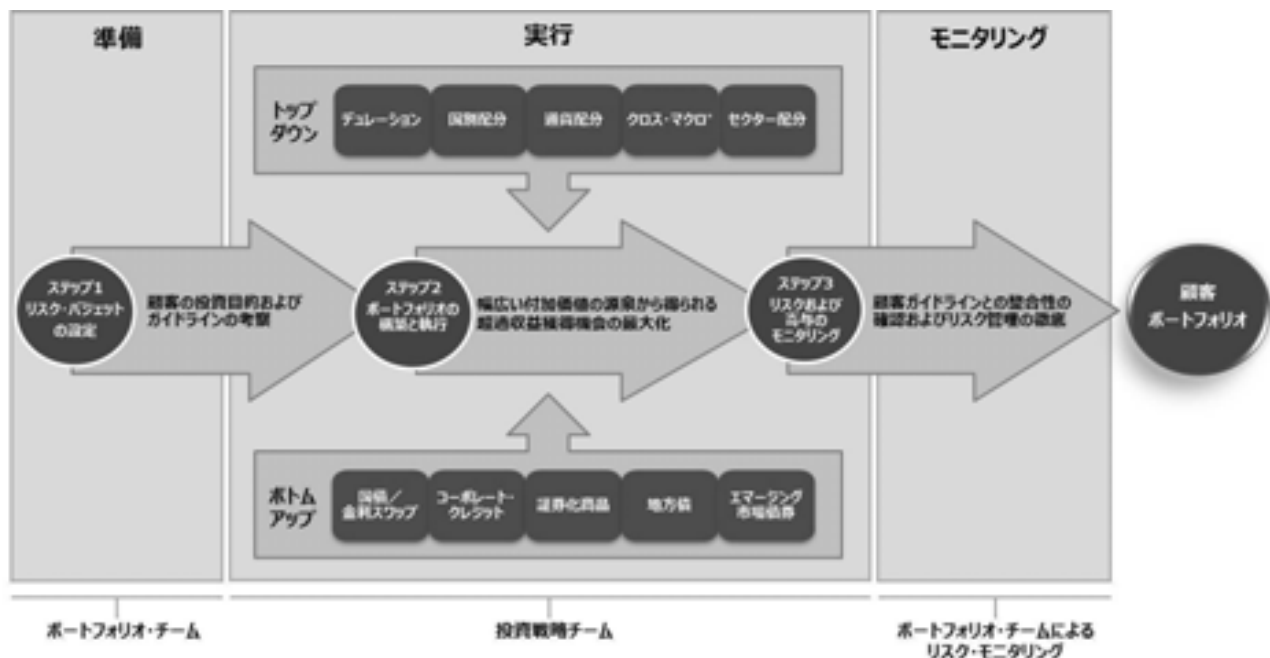 準備
実行
モニタリング
トップ
ダウン
デュレーション
国別配分
通貨配分
クロス・マクロ*
セクター配分
ステップ1
リスク・バジェット
の設定
顧客の投資目的および
ガイドラインの考察
ステップ2
ポートフォリオの
構築と執行
幅広い付加価値の源泉から得られる
超過収益獲得機会の最大化
ステップ3
リスクおよび
寄与の
モニタリング
顧客ガイドラインとの整合性の
確認およびリスク管理の徹底
顧客
ポートフォリオ
ボトム
アップ
国債／
金利スワップ
コーポレート・
クレジット
証券化商品
地方債
エマージング
市場債券
ポートフォリオ・チーム
投資戦略チーム
ポートフォリオ・チームによる
リスク・モニタリング